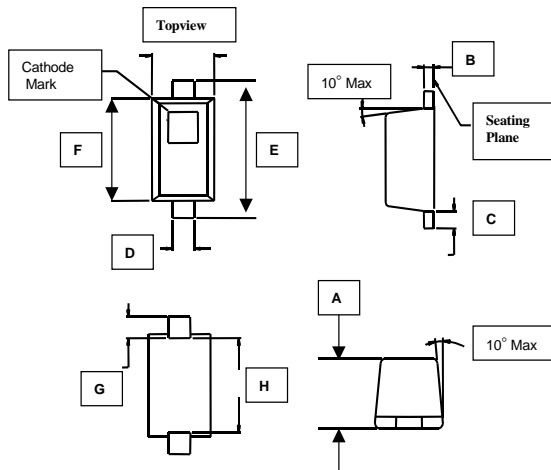 Topview
B
Cathode
Mark
10° Max
Seating
Plane
F
E
C
D
A
10° Max
G
H